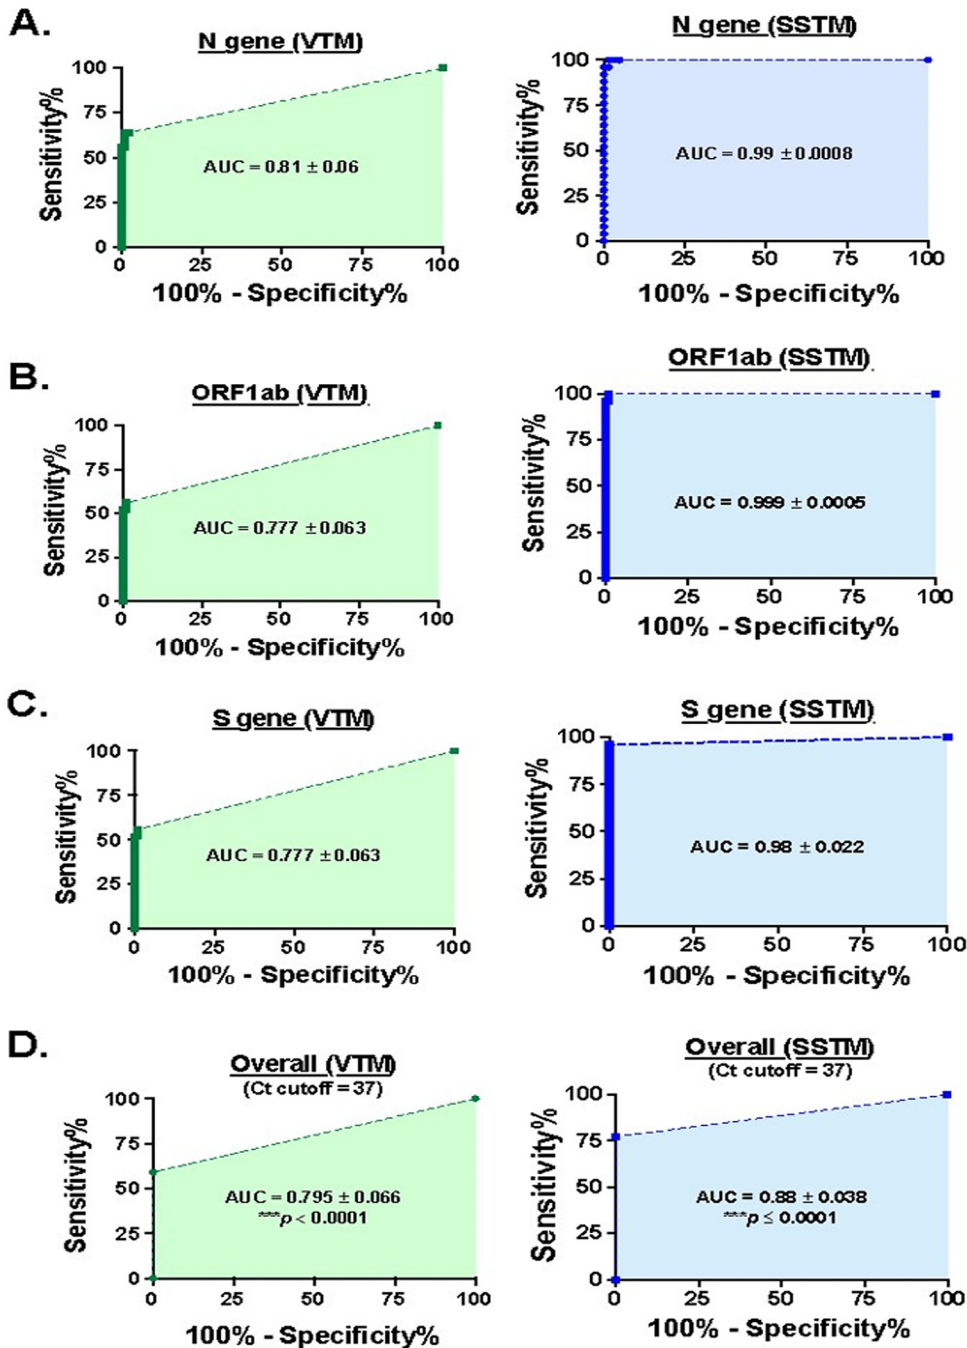 A.
N gene (VTM)
Sensitivity%
100
75
50
25
0
AUC = 0.81 ± 0.06
0 25 50 75 100
100% - Specificity%
N gene (SSTM)
Sensitivity%
100
75
50
25
0
AUC = 0.99 ± 0.0008
0 25 50 75 100
100% - Specificity%
B.
ORF1ab (VTM)
Sensitivity%
100
75
50
25
0
AUC = 0.777 ± 0.063
0 25 50 75 100
100% - Specificity%
ORF1ab (SSTM)
Sensitivity%
100
75
50
25
0
AUC = 0.999 ± 0.0005
0 25 50 75 100
100% - Specificity%
C.
S gene (VTM)
Sensitivity%
100
75
50
25
0
AUC = 0.777 ± 0.063
0 25 50 75 100
100% - Specificity%
S gene (SSTM)
Sensitivity%
100
75
50
25
0
AUC = 0.98 ± 0.022
0 25 50 75 100
100% - Specificity%
D.
Overall (VTM)
(Ct cutoff = 37)
Sensitivity%
100
75
50
25
0
AUC = 0.795 ± 0.066
***p < 0.0001
0 25 50 75 100
100% - Specificity%
Overall (SSTM)
(Ct cutoff = 37)
Sensitivity%
100
75
50
25
0
AUC = 0.88 ± 0.038
***p ≤ 0.0001
0 25 50 75 100
100% - Specificity%